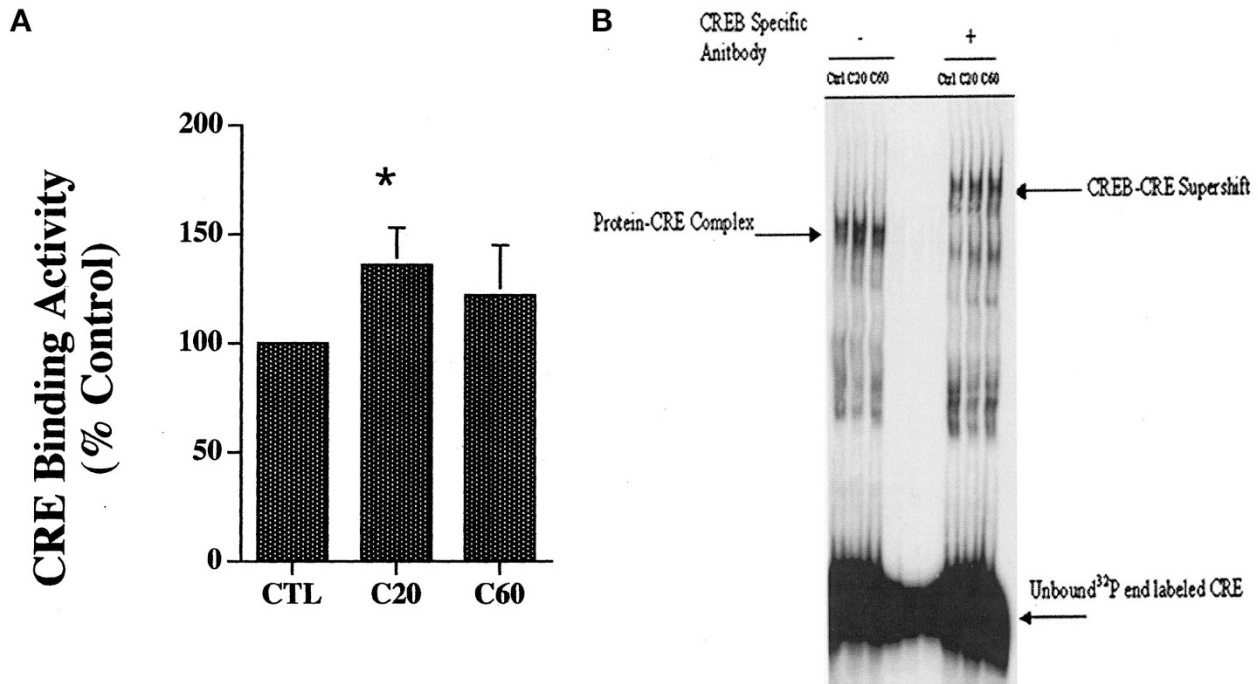 A
CRE Binding Activity
(% Control)
200
150
100
50
0
*
CTL
C20
C60
B
CREB Specific
Anitbody
-
+
Ctrl C20 C60
Ctrl C20 C60
Protein-CRE Complex
CREB-CRE Supershift
Unbound ³²P end labeled CRE